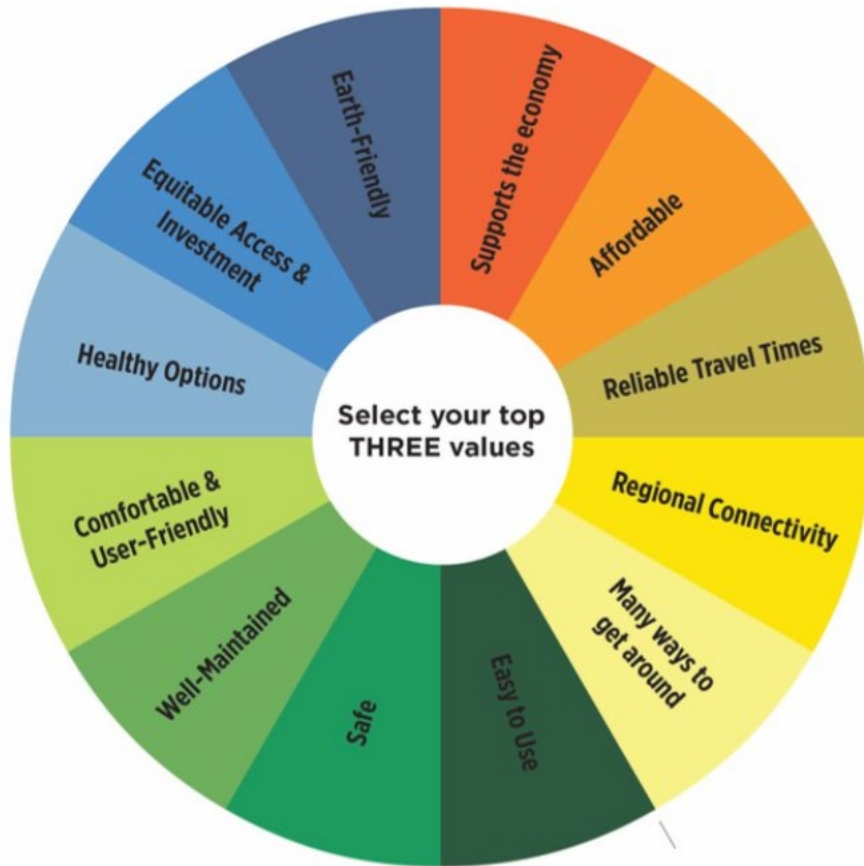 Select your top
THREE values
Supports the economy
Affordable
Reliable Travel Times
Regional Connectivity
Many ways to
get around
Easy to Use
Safe
Well-Maintained
Comfortable &
User-Friendly
Healthy Options
Equitable Access &
Investment
Earth-Friendly